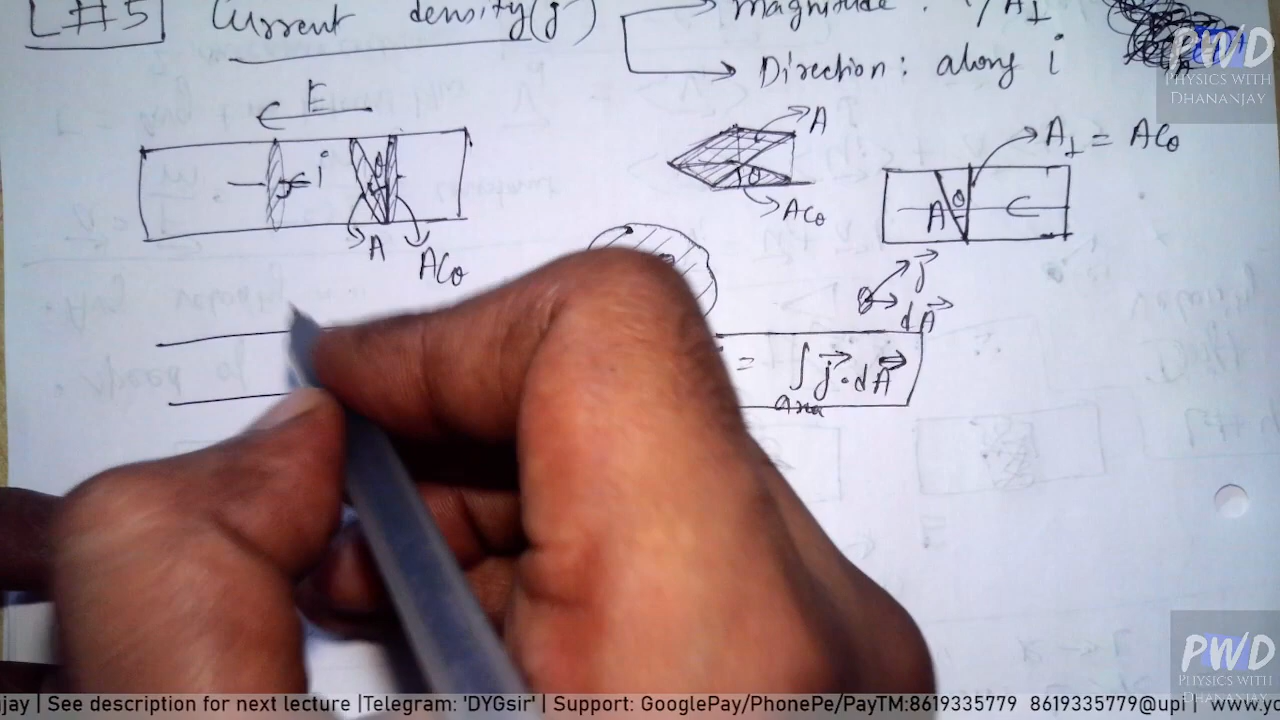 L#5 Current density(j) Magnitude : i/A⊥
Direction : along i
PWD
PHYSICS WITH
DHANANJAY
E
i
θ
A
ACθ
A
θ
ACθ
A⊥ = ACθ
θ
A
j
dA
= ∫ j · dA
area
PWD
PHYSICS WITH
DHANANJAY
jay | See description for next lecture |Telegram: 'DYGsir' | Support: GooglePay/PhonePe/PayTM:8619335779 8619335779@upi | www.yo